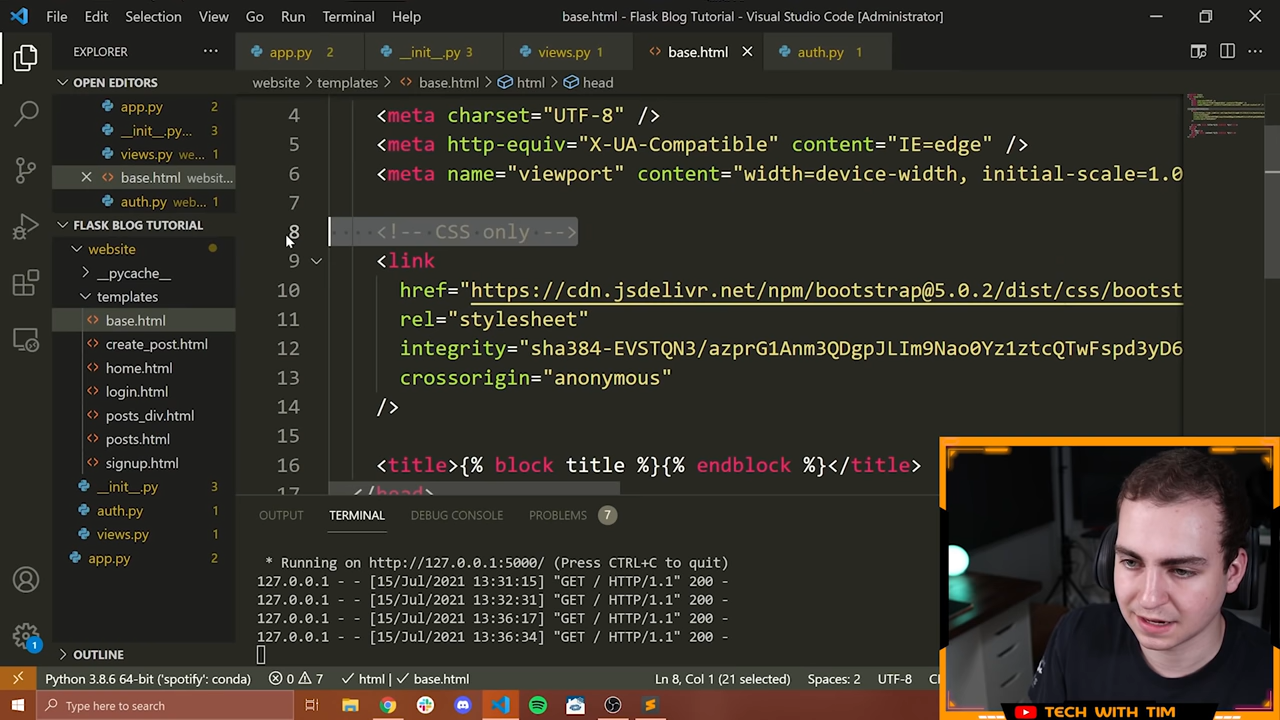 File Edit Selection View Go Run Terminal Help
base.html - Flask Blog Tutorial - Visual Studio Code [Administrator]
EXPLORER ...
app.py 2
__init__.py 3
views.py 1
base.html
auth.py 1
website > templates > base.html > html > head
OPEN EDITORS
app.py 2
__init__.py... 3
views.py we... 1
base.html websit...
auth.py web... 1
FLASK BLOG TUTORIAL
website
__pycache__
templates
base.html
create_post.html
home.html
login.html
posts_div.html
posts.html
signup.html
__init__.py 3
auth.py 1
views.py 1
app.py 2
OUTLINE
4 <meta charset="UTF-8" />
5 <meta http-equiv="X-UA-Compatible" content="IE=edge" />
6 <meta name="viewport" content="width=device-width, initial-scale=1.0
7
8 <!-- CSS only -->
9 <link
10 href="https://cdn.jsdelivr.net/npm/bootstrap@5.0.2/dist/css/bootst
11 rel="stylesheet"
12 integrity="sha384-EVSTQN3/azprG1Anm3QDgpJLIm9Nao0Yz1ztcQTwFspd3yD6
13 crossorigin="anonymous"
14 />
15
16 <title>{% block title %}{% endblock %}</title>
17 </head>
OUTPUT TERMINAL DEBUG CONSOLE PROBLEMS 7
* Running on http://127.0.0.1:5000/ (Press CTRL+C to quit)
127.0.0.1 - - [15/Jul/2021 13:31:15] "GET / HTTP/1.1" 200 -
127.0.0.1 - - [15/Jul/2021 13:32:31] "GET / HTTP/1.1" 200 -
127.0.0.1 - - [15/Jul/2021 13:36:17] "GET / HTTP/1.1" 200 -
127.0.0.1 - - [15/Jul/2021 13:36:34] "GET / HTTP/1.1" 200 -
1
Python 3.8.6 64-bit ('spotify': conda) 0 7 html base.html Ln 8, Col 1 (21 selected) Spaces: 2 UTF-8
Type here to search
TECH WITH TIM